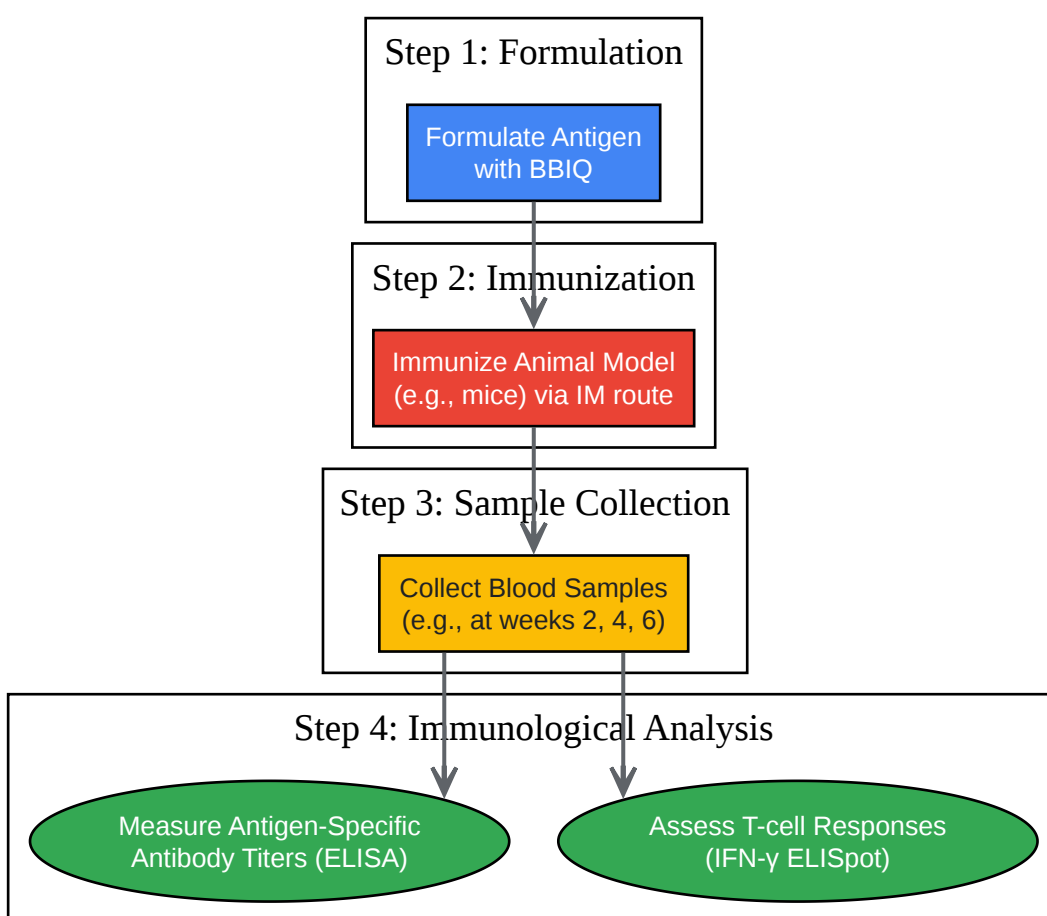 Step 1: Formulation
Formulate Antigen
with BBIQ
Step 2: Immunization
Immunize Animal Model
(e.g., mice) via IM route
Step 3: Sample Collection
Collect Blood Samples
(e.g., at weeks 2, 4, 6)
Step 4: Immunological Analysis
Measure Antigen-Specific
Antibody Titers (ELISA)
Assess T-cell Responses
(IFN-γ ELISpot)